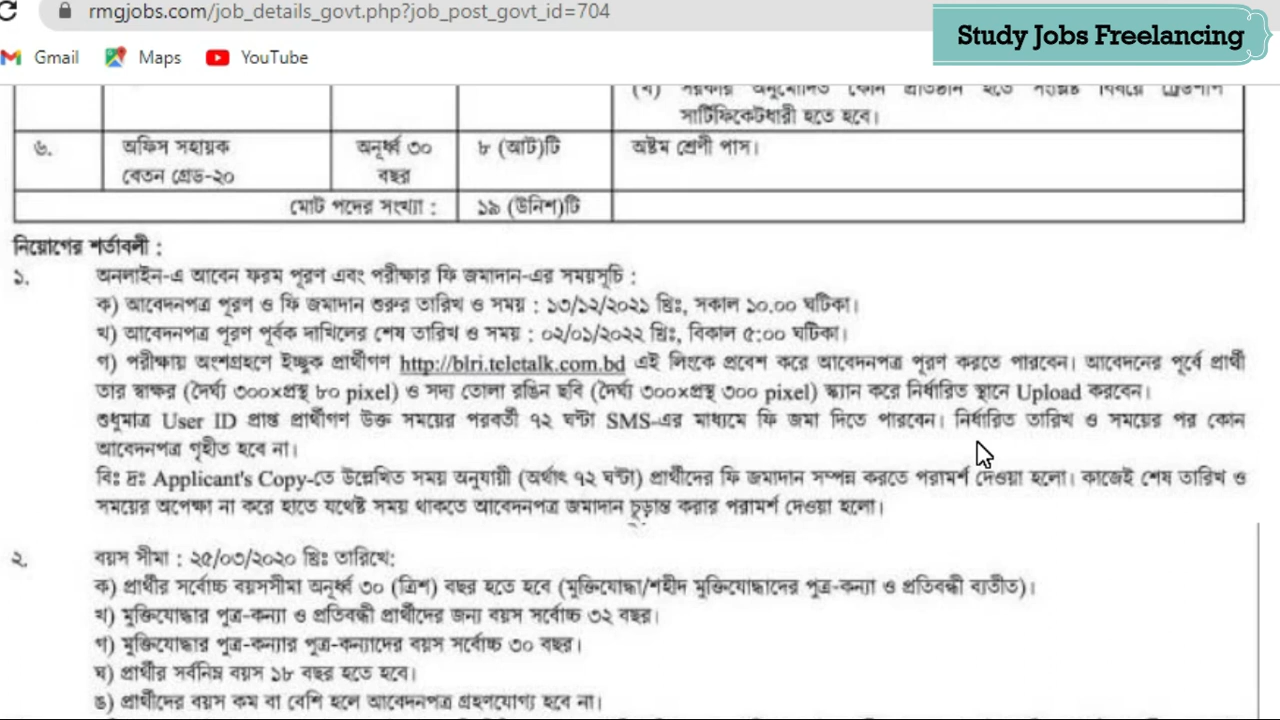 rmgjobs.com/job_details_govt.php?job_post_govt_id=704
Study Jobs Freelancing
Gmail Maps YouTube
(খ) সরকার অনুমোদিত কোন প্রতিষ্ঠান হতে সংশ্লিষ্ট বিষয়ে ট্রেডশীপ
সার্টিফিকেটধারী হতে হবে।
৬. অফিস সহায়ক অনূর্ধ্ব ৩০ ৮ (আট)টি অষ্টম শ্রেণী পাস।
বেতন গ্রেড-২০ বছর
মোট পদের সংখ্যা : ১৯ (উনিশ)টি
নিয়োগের শর্তাবলী :
১. অনলাইন-এ আবেন ফরম পূরণ এবং পরীক্ষার ফি জমাদান-এর সময়সূচি :
ক) আবেদনপত্র পূরণ ও ফি জমাদান শুরুর তারিখ ও সময় : ১৩/১২/২০২১ খ্রিঃ, সকাল ১০.০০ ঘটিকা।
খ) আবেদনপত্র পূরণ পূর্বক দাখিলের শেষ তারিখ ও সময় : ০২/০১/২০২২ খ্রিঃ, বিকাল ৫:০০ ঘটিকা।
গ) পরীক্ষায় অংশগ্রহণে ইচ্ছুক প্রার্থীগণ http://blri.teletalk.com.bd এই লিংকে প্রবেশ করে আবেদনপত্র পূরণ করতে পারবেন। আবেদনের পূর্বে প্রার্থী
তার স্বাক্ষর (দৈর্ঘ্য ৩০০×প্রস্থ ৮০ pixel) ও সদ্য তোলা রঙিন ছবি (দৈর্ঘ্য ৩০০×প্রস্থ ৩০০ pixel) স্ক্যান করে নির্ধারিত স্থানে Upload করবেন।
শুধুমাত্র User ID প্রাপ্ত প্রার্থীগণ উক্ত সময়ের পরবর্তী ৭২ ঘন্টা SMS-এর মাধ্যমে ফি জমা দিতে পারবেন। নির্ধারিত তারিখ ও সময়ের পর কোন
আবেদনপত্র গৃহীত হবে না।
বিঃ দ্রঃ Applicant's Copy-তে উল্লেখিত সময় অনুযায়ী (অর্থাৎ ৭২ ঘন্টা) প্রার্থীদের ফি জমাদান সম্পন্ন করতে পরামর্শ দেওয়া হলো। কাজেই শেষ তারিখ ও
সময়ের অপেক্ষা না করে হাতে যথেষ্ট সময় থাকতে আবেদনপত্র জমাদান চূড়ান্ত করার পরামর্শ দেওয়া হলো।
২. বয়স সীমা : ২৫/০৩/২০২০ খ্রিঃ তারিখে:
ক) প্রার্থীর সর্বোচ্চ বয়সসীমা অনূর্ধ্ব ৩০ (ত্রিশ) বছর হতে হবে (মুক্তিযোদ্ধা/শহীদ মুক্তিযোদ্ধাদের পুত্র-কন্যা ও প্রতিবন্ধী ব্যতীত)।
খ) মুক্তিযোদ্ধার পুত্র-কন্যা ও প্রতিবন্ধী প্রার্থীদের জন্য বয়স সর্বোচ্চ ৩২ বছর।
গ) মুক্তিযোদ্ধার পুত্র-কন্যার পুত্র-কন্যাদের বয়স সর্বোচ্চ ৩০ বছর।
ঘ) প্রার্থীর সর্বনিম্ন বয়স ১৮ বছর হতে হবে।
ঙ) প্রার্থীদের বয়স কম বা বেশি হলে আবেদনপত্র গ্রহণযোগ্য হবে না।